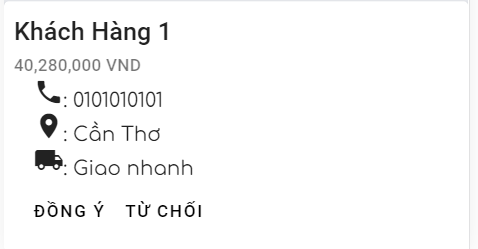 Khách Hàng 1
40,280,000 VND
: 0101010101
: Cần Thơ
: Giao nhanh
ĐỒNG Ý TỪ CHỐI